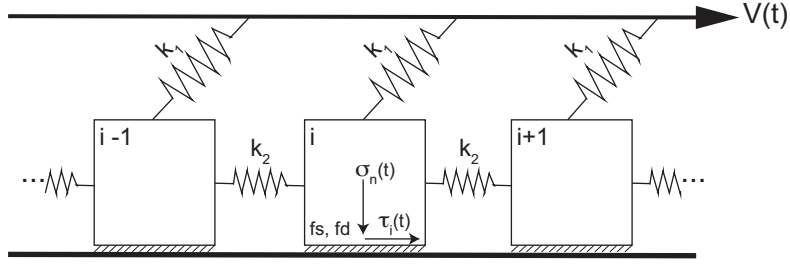 V(t)
k₁ k₁ k₁
i -1 i i+1
k₂ k₂
... σₙ(t) ...
fs, fd τᵢ(t)